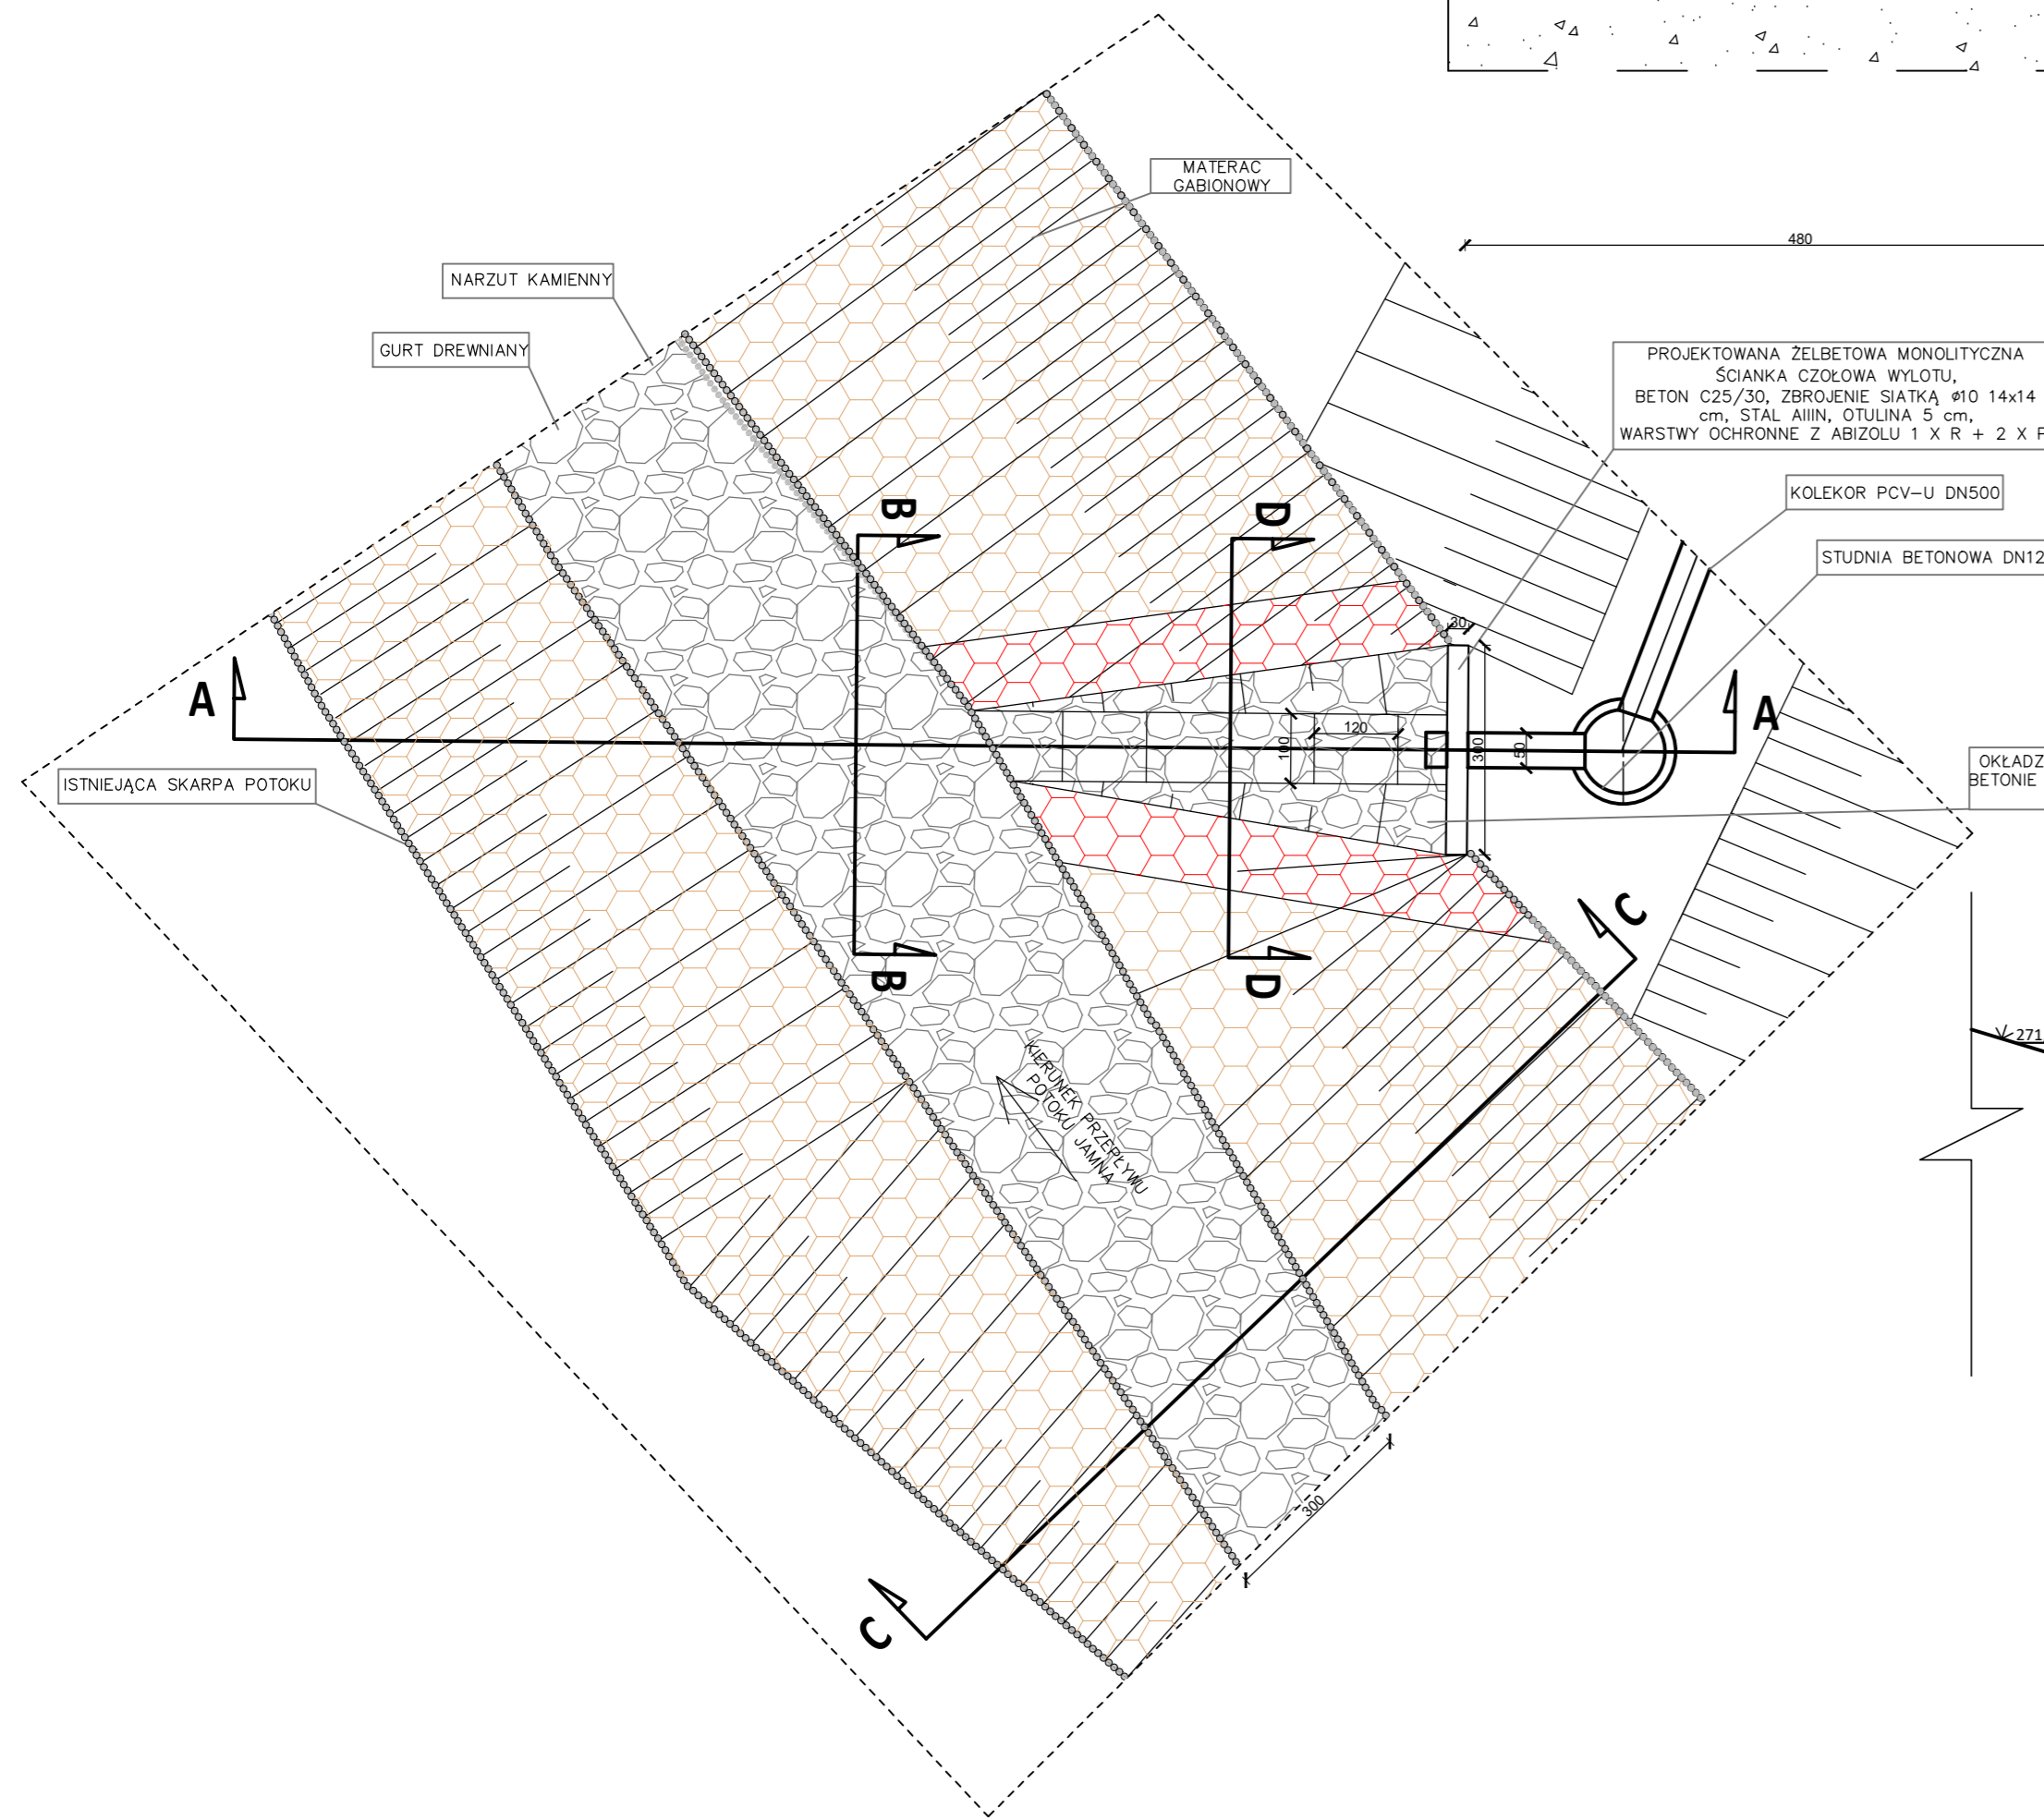 MATERAC
GABIONOWY
480
NARZUT KAMIENNY
GURT DREWNIANY
PROJEKTOWANA ŻELBETOWA MONOLITYCZNA
ŚCIANKA CZOŁOWA WYLOTU,
BETON C25/30, ZBROJENIE SIATKĄ ø10 14x14
cm, STAL AIIIN, OTULINA 5 cm,
WARSTWY OCHRONNE Z ABIZOLU 1 X R + 2 X
KOLEKOR PCV-U DN500
B
D
STUDNIA BETONOWA DN12
30
A
A
120
100
300
50
ISTNIEJĄCA SKARPA POTOKU
OKŁADZ
BETONIE
C
B
D
271
KIERUNEK PRZEPŁYWU
POTOKU JAMNA
300
C